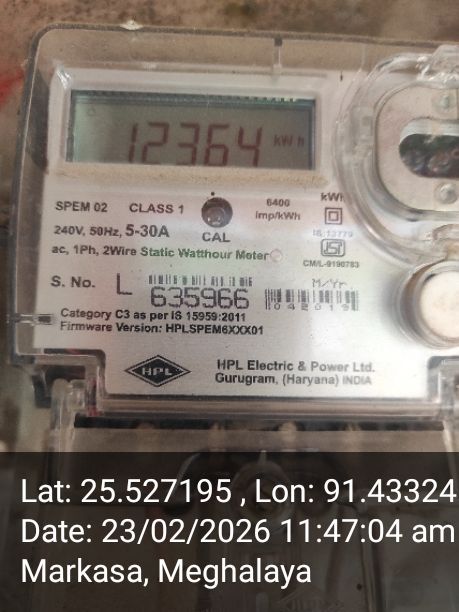 12364 kWh
SPEM 02 CLASS 1 6400 imp/kWh kWh
240V, 50Hz, 5-30A CAL IS 13779
ac, 1Ph, 2Wire Static Watthour Meter
CM/L-9190783
S. No. L 635966 M/Yr. 042019
Category C3 as per IS 15959:2011
Firmware Version: HPLSPEM6XXX01
HPL
HPL Electric & Power Ltd.
Gurugram, (Haryana) INDIA
Lat: 25.527195 , Lon: 91.43324
Date: 23/02/2026 11:47:04 am
Markasa, Meghalaya